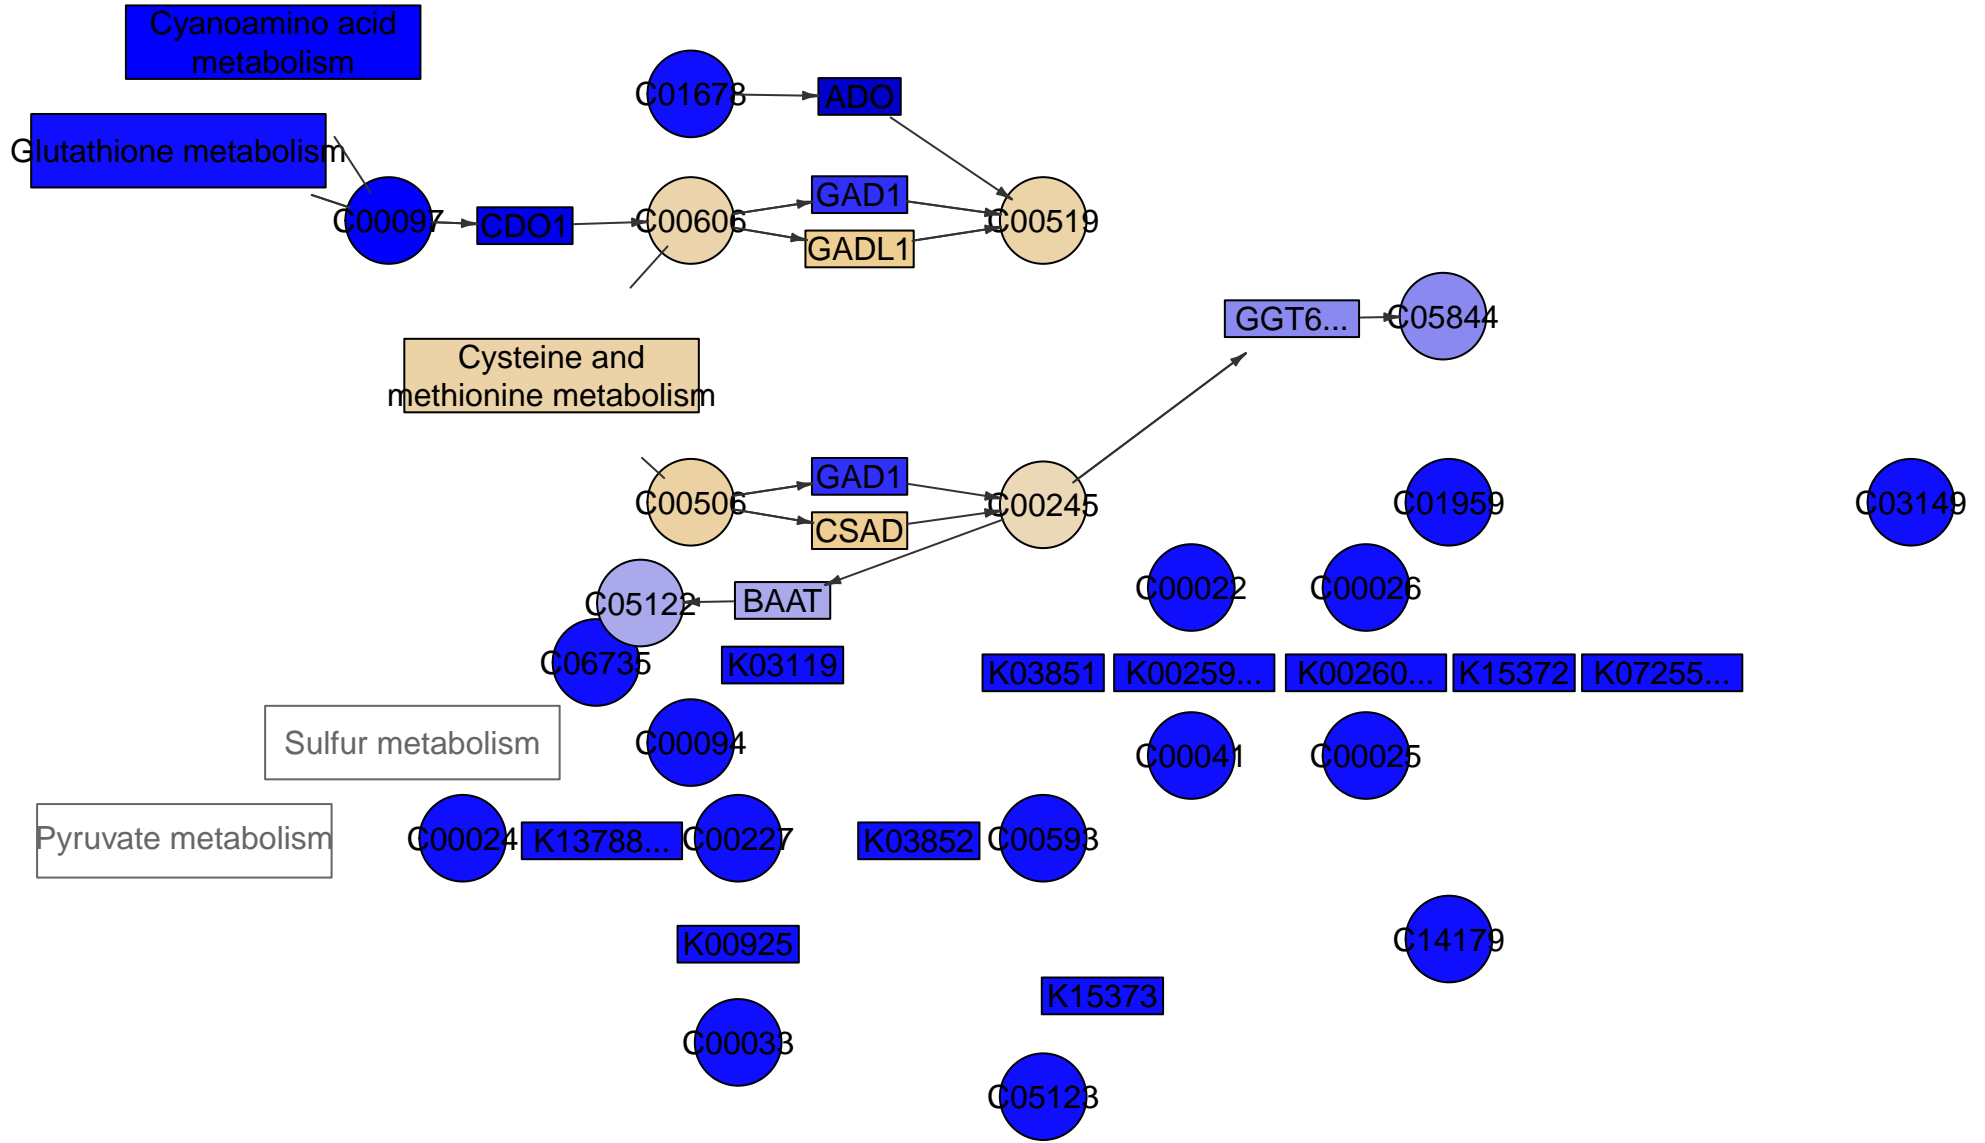 Cyanoamino acid
metabolism
C01678
ADO
Glutathione metabolism
C00097
CDO1
C00606
GAD1
GADL1
C00519
GGT6...
C05844
Cysteine and
methionine metabolism
C00506
GAD1
CSAD
C00245
C01959
C03149
C05122
BAAT
C00022
C00026
C06735
K03119
K03851
K00259...
K00260...
K15372
K07255...
Sulfur metabolism
C00094
C00041
C00025
Pyruvate metabolism
C00024
K13788...
C00227
K03852
C00593
K00925
C14179
K15373
C00033
C05123